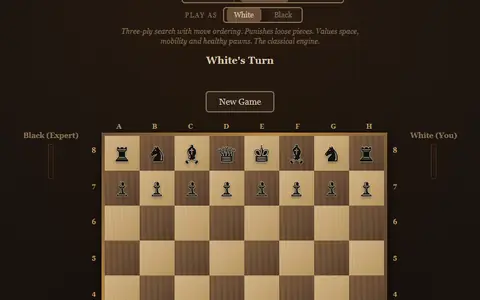 PLAY AS White Black
Three-ply search with move ordering. Punishes loose pieces. Values space,
mobility and healthy pawns. The classical engine.
White's Turn
New Game
A B C D E F G H
Black (Expert)
White (You)
8 8
7 7
6 6
5 5
4 4